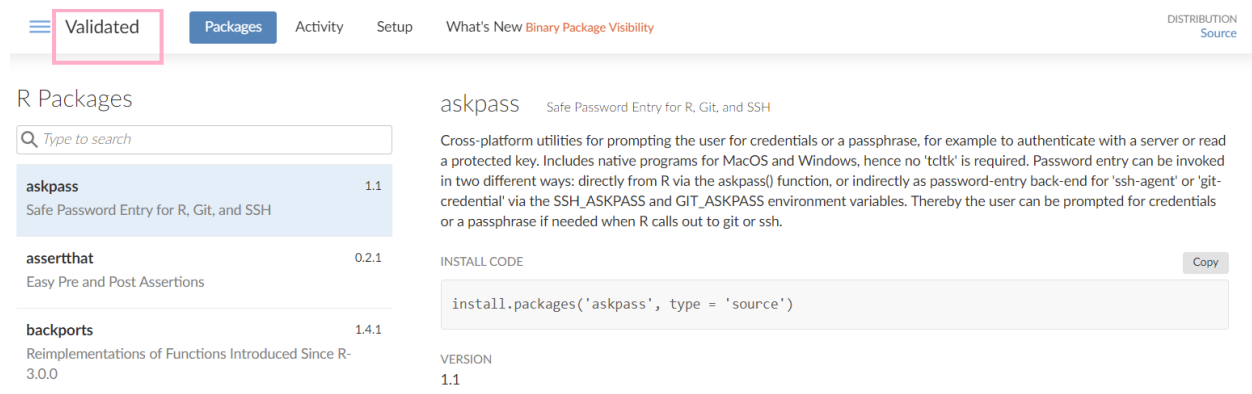 Validated
Packages
Activity
Setup
What's New Binary Package Visibility
DISTRIBUTION
Source
R Packages
Type to search
askpass 1.1
Safe Password Entry for R, Git, and SSH
assertthat 0.2.1
Easy Pre and Post Assertions
backports 1.4.1
Reimplementations of Functions Introduced Since R-
3.0.0
askpass Safe Password Entry for R, Git, and SSH
Cross-platform utilities for prompting the user for credentials or a passphrase, for example to authenticate with a server or read
a protected key. Includes native programs for MacOS and Windows, hence no 'tcltk' is required. Password entry can be invoked
in two different ways: directly from R via the askpass() function, or indirectly as password-entry back-end for 'ssh-agent' or 'git-
credential' via the SSH_ASKPASS and GIT_ASKPASS environment variables. Thereby the user can be prompted for credentials
or a passphrase if needed when R calls out to git or ssh.
INSTALL CODE
Copy
install.packages('askpass', type = 'source')
VERSION
1.1